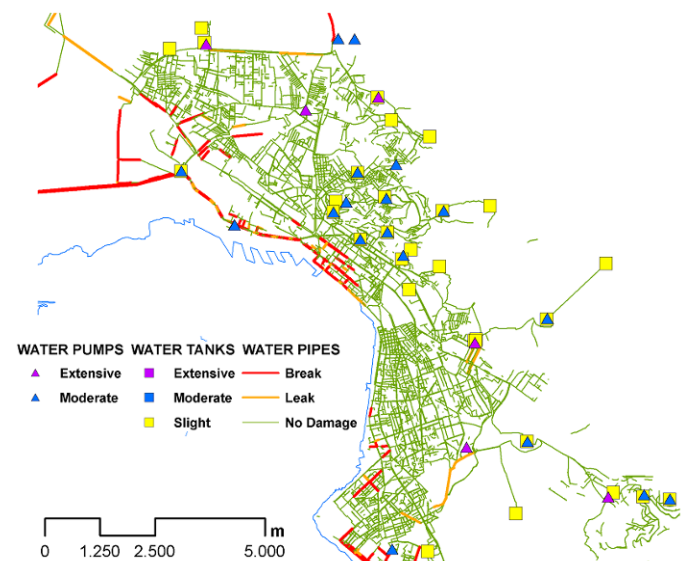 WATER PUMPS WATER TANKS WATER PIPES
Extensive Extensive Break
Moderate Moderate Leak
Slight No Damage
m
0 1.250 2.500 5.000